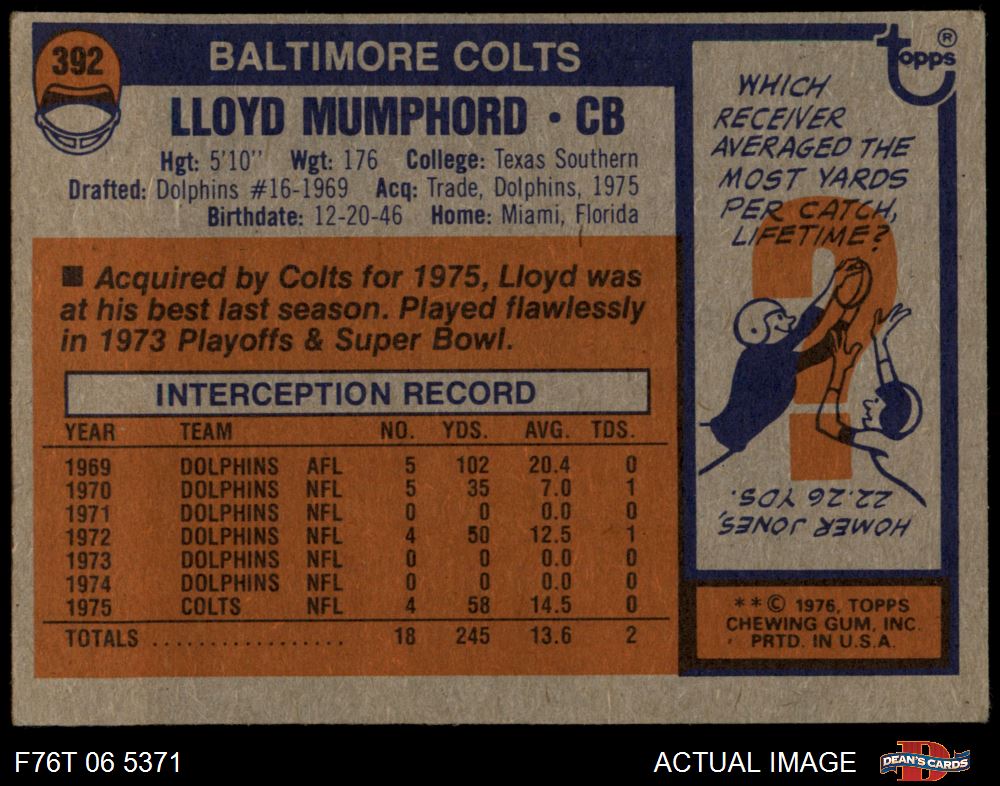 392
BALTIMORE COLTS
LLOYD MUMPHORD • CB
Hgt: 5'10" Wgt: 176 College: Texas Southern
Drafted: Dolphins #16-1969 Acq: Trade, Dolphins, 1975
Birthdate: 12-20-46 Home: Miami, Florida
■ Acquired by Colts for 1975, Lloyd was
at his best last season. Played flawlessly
in 1973 Playoffs & Super Bowl.
INTERCEPTION RECORD
YEAR TEAM NO. YDS. AVG. TDS.
1969 DOLPHINS AFL 5 102 20.4 0
1970 DOLPHINS NFL 5 35 7.0 1
1971 DOLPHINS NFL 0 0 0.0 0
1972 DOLPHINS NFL 4 50 12.5 1
1973 DOLPHINS NFL 0 0 0.0 0
1974 DOLPHINS NFL 0 0 0.0 0
1975 COLTS NFL 4 58 14.5 0
TOTALS ................. 18 245 13.6 2
topps ®
WHICH
RECEIVER
AVERAGED THE
MOST YARDS
PER CATCH,
LIFETIME?
?
HOMER JONES,
22.26 YDS.
**© 1976, TOPPS
CHEWING GUM, INC.
PRTD. IN U.S.A.
F76T 06 5371
ACTUAL IMAGE
D
DEAN'S CARDS